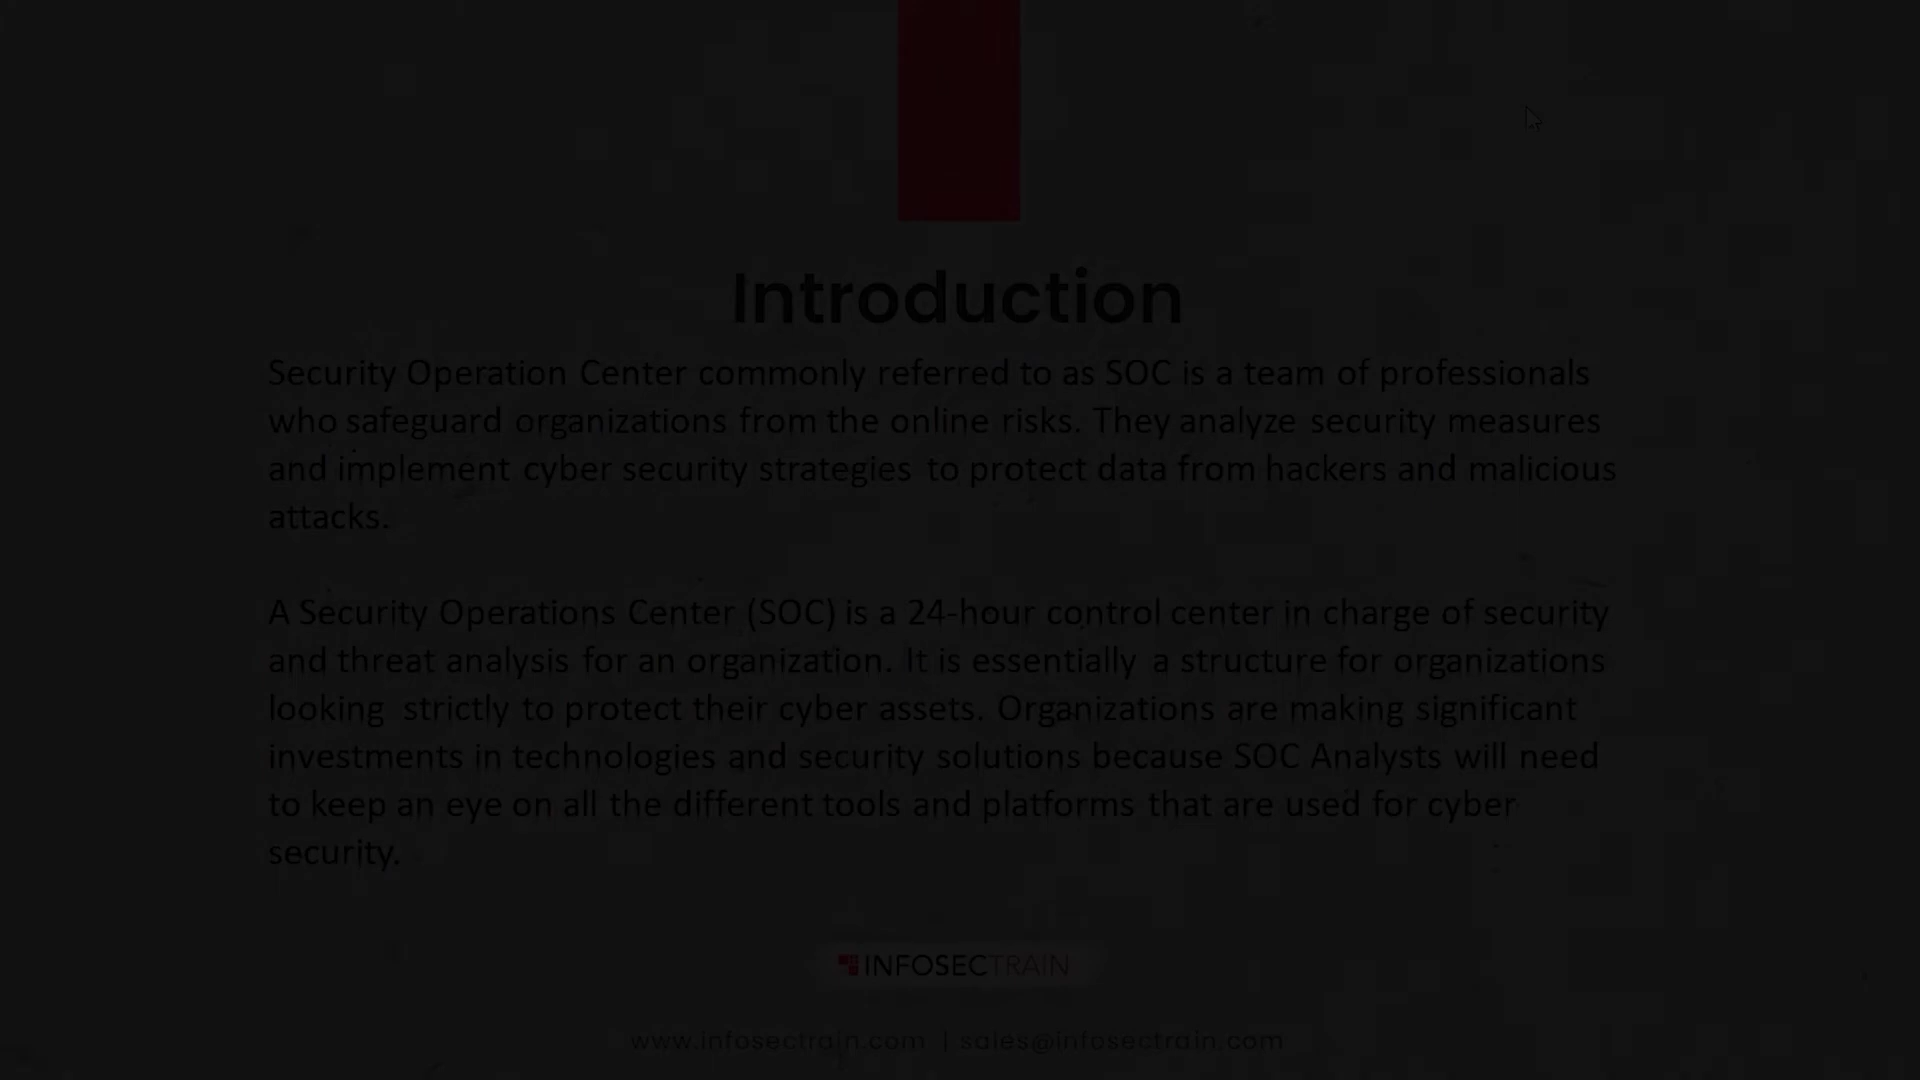 Introduction
Security Operation Center commonly referred to as SOC is a team of professionals
who safeguard organizations from the online risks. They analyze security measures
and implement cyber security strategies to protect data from hackers and malicious
attacks.
A Security Operations Center (SOC) is a 24-hour control center in charge of security
and threat analysis for an organization. It is essentially a structure for organizations
looking strictly to protect their cyber assets. Organizations are making significant
investments in technologies and security solutions because SOC Analysts will need
to keep an eye on all the different tools and platforms that are used for cyber
security.
INFOSECTRAIN
www.infosectrain.com | sales@infosectrain.com